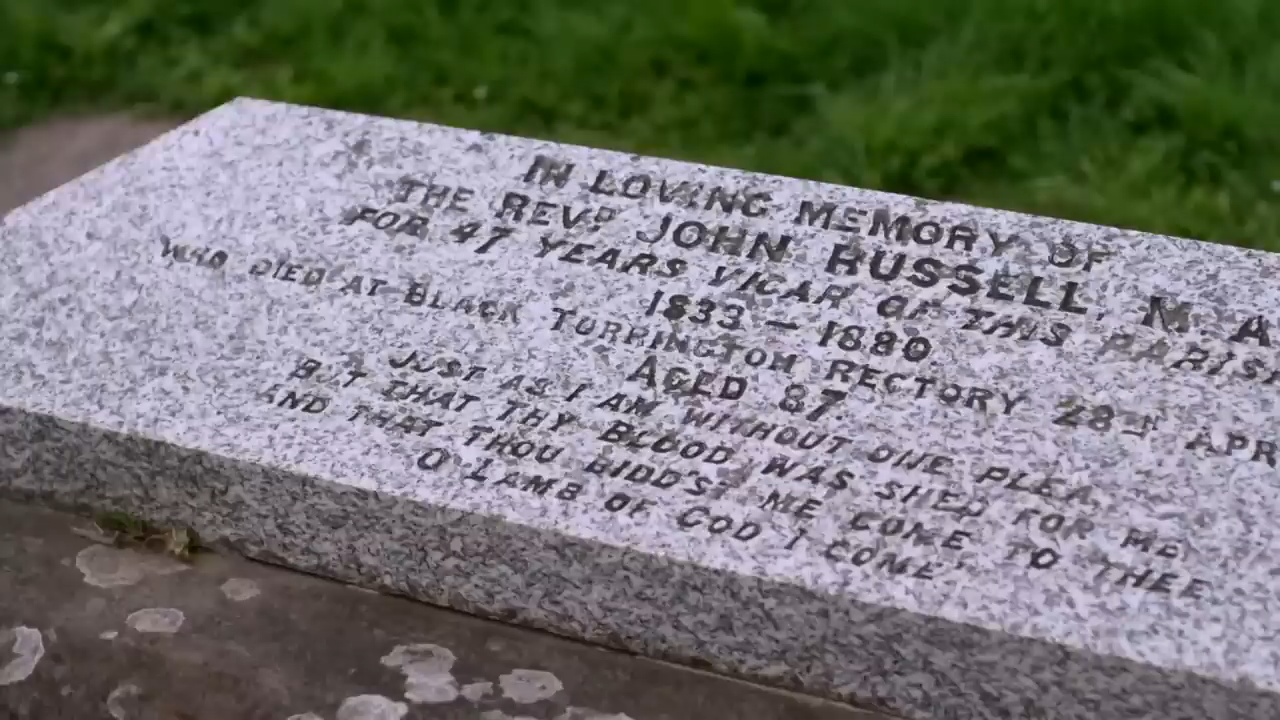 IN LOVING MEMORY OF
THE REVD JOHN RUSSELL, M. A
FOR 47 YEARS VICAR OF THIS PARISH
1833 – 1880
WHO DIED AT BLACK TORRINGTON RECTORY 28TH APR
AGED 87
JUST AS I AM WITHOUT ONE PLEA,
BUT THAT THY BLOOD WAS SHED FOR ME,
AND THAT THOU BIDD'ST ME COME TO THEE
O LAMB OF GOD I COME.